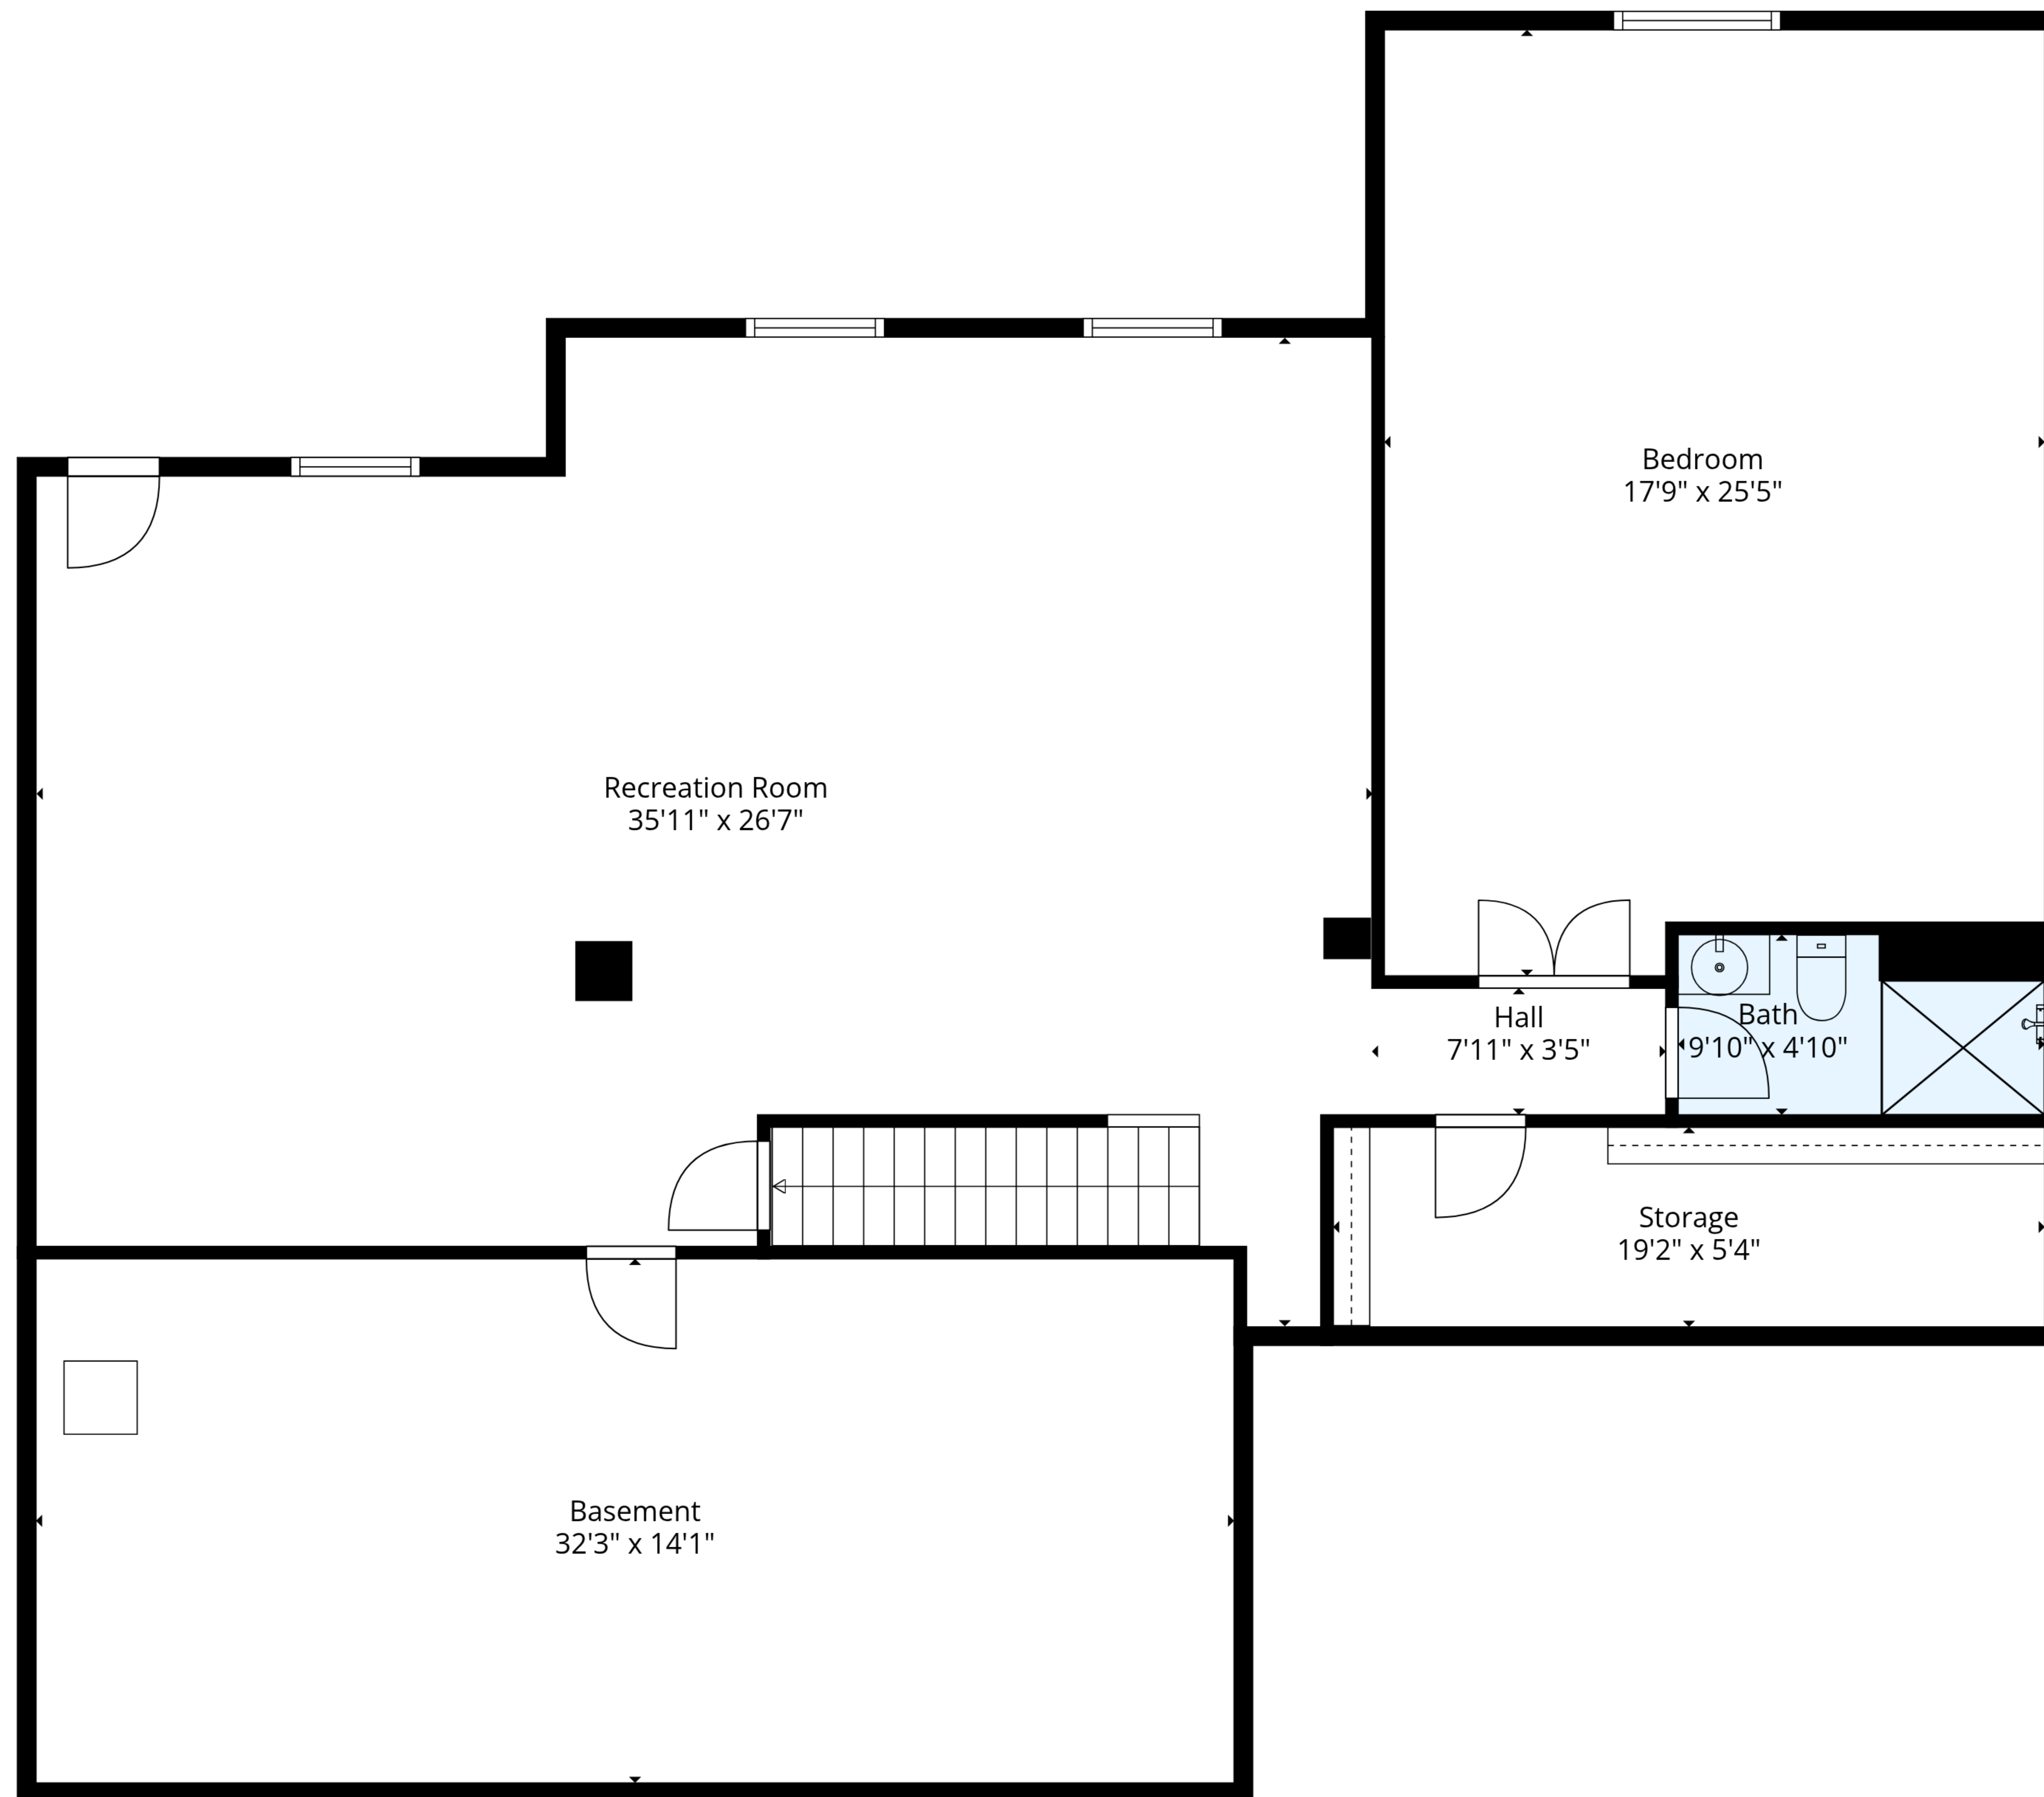 Bedroom
17'9" x 25'5"
Recreation Room
35'11" x 26'7"
Hall
7'11" x 3'5"
Bath
9'10" x 4'10"
Storage
19'2" x 5'4"
Basement
32'3" x 14'1"